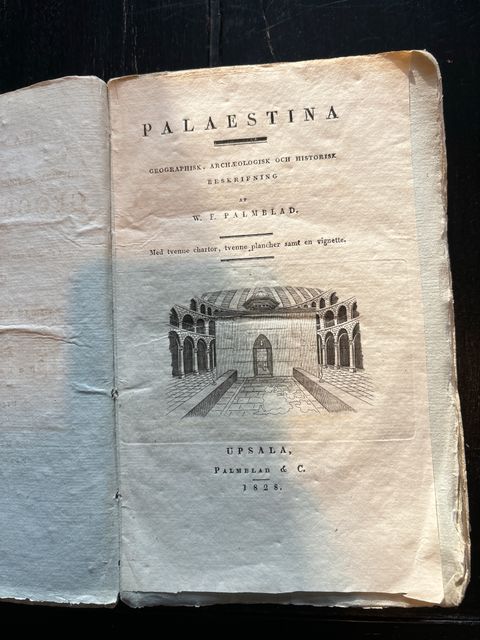 PALAESTINA
GEOGRAPHISK, ARCHÆOLOGISK OCH HISTORISK
BESKRIFNING
AF
W. F. PALMBLAD.
Med tvenne chartor, tvenne plancher samt en vignette.
UPSALA,
PALMBLAD & C.
1828.